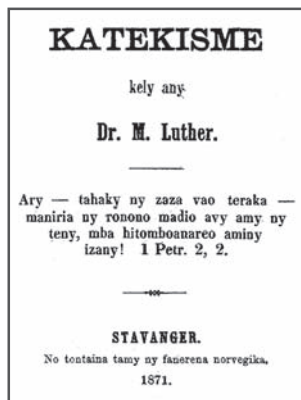 KATEKISME
kely any
Dr. M. Luther.
Ary — tahaky ny zaza vao teraka —
maniria ny ronono madio avy amy ny
teny, mba hitomboanareo aminy
izany! 1 Petr. 2, 2.
STAVANGER.
No tontaina tamy ny fanerena norvegika,
1871.